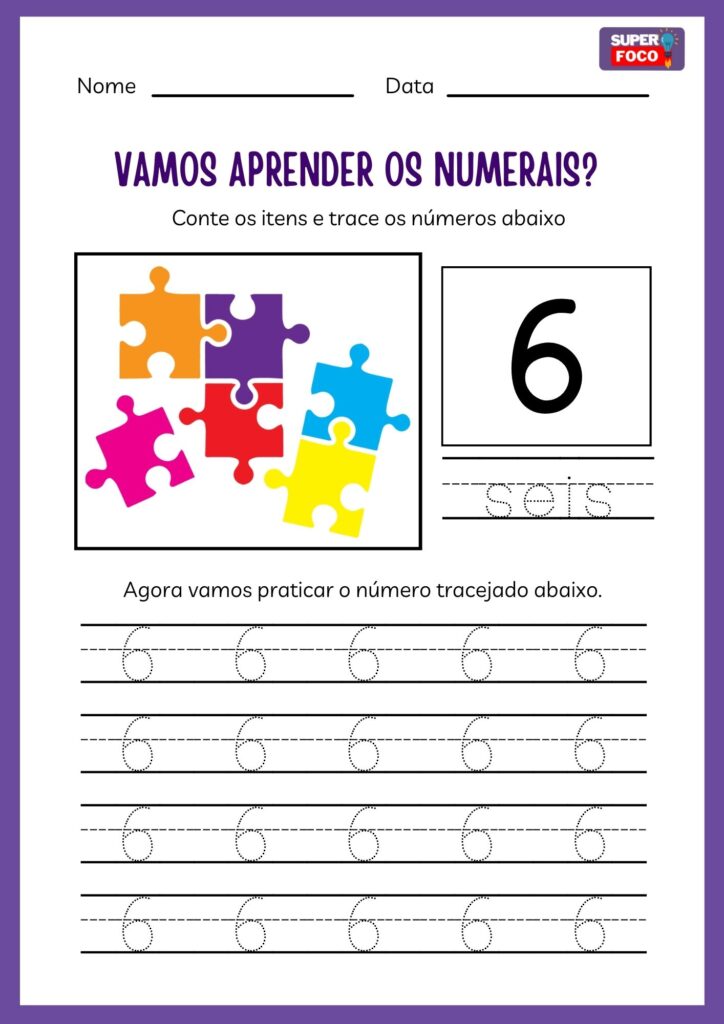 SUPER
FOCO
Nome Data
VAMOS APRENDER OS NUMERAIS?
Conte os itens e trace os números abaixo
6
seis
Agora vamos praticar o número tracejado abaixo.
6 6 6 6 6
6 6 6 6 6
6 6 6 6 6
6 6 6 6 6